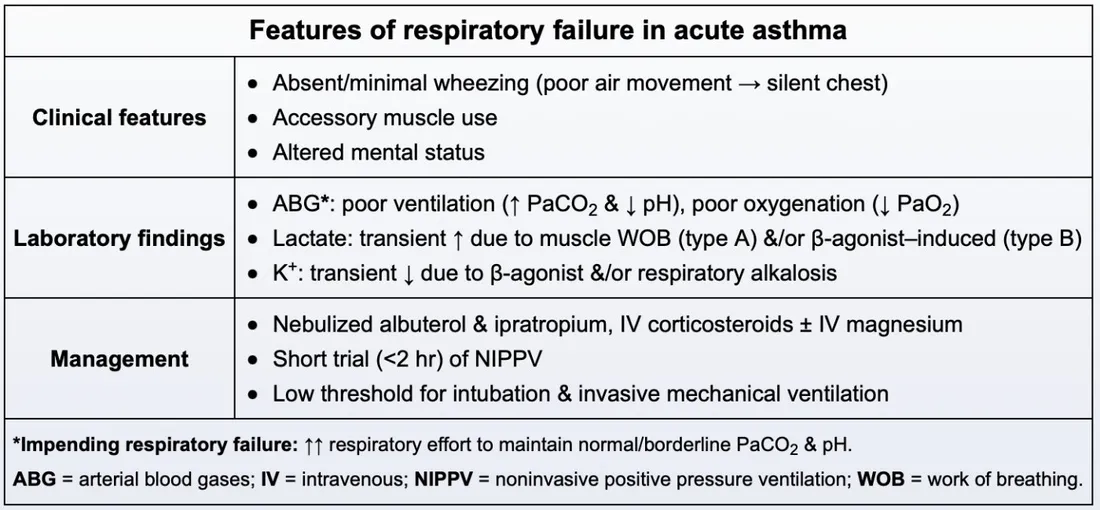 Features of respiratory failure in acute asthma
Clinical features
● Absent/minimal wheezing (poor air movement → silent chest)
● Accessory muscle use
● Altered mental status
Laboratory findings
● ABG*: poor ventilation (↑ PaCO₂ & ↓ pH), poor oxygenation (↓ PaO₂)
● Lactate: transient ↑ due to muscle WOB (type A) &/or β-agonist–induced (type B)
● K⁺: transient ↓ due to β-agonist &/or respiratory alkalosis
Management
● Nebulized albuterol & ipratropium, IV corticosteroids ± IV magnesium
● Short trial (<2 hr) of NIPPV
● Low threshold for intubation & invasive mechanical ventilation
*Impending respiratory failure: ↑↑ respiratory effort to maintain normal/borderline PaCO₂ & pH.
ABG = arterial blood gases; IV = intravenous; NIPPV = noninvasive positive pressure ventilation; WOB = work of breathing.